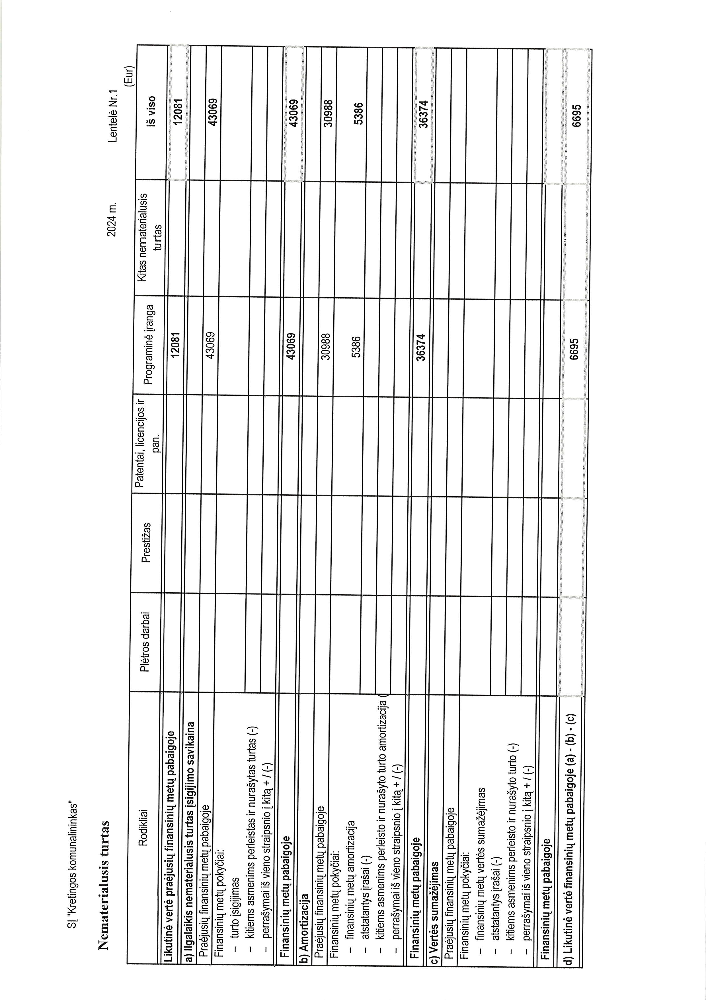 SĮ "Kretingos komunalininkas"
Nematerialusis turtas
2024 m. Lentelė Nr.1
(Eur)
Rodikliai Plėtros darbai Prestižas Patentai, licencijos ir pan. Programinė įranga Kitas nematerialusis turtas Iš viso
Likutinė vertė praėjusių finansinių metų pabaigoje 12081 12081
a) Ilgalaikis nematerialusis turtas įsigijimo savikaina
Praėjusių finansinių metų pabaigoje 43069 43069
Finansinių metų pokyčiai:
– turto įsigijimas
– kitiems asmenims perleistas ir nurašytas turtas (-)
– perrašymai iš vieno straipsnio į kitą + / (-)
Finansinių metų pabaigoje 43069 43069
b) Amortizacija
Praėjusių finansinių metų pabaigoje 30988 30988
Finansinių metų pokyčiai:
– finansinių metų amortizacija 5386 5386
– atstatantys įrašai (-)
– kitiems asmenims perleisto ir nurašyto turto amortizacija (
– perrašymai iš vieno straipsnio į kitą + / (-)
Finansinių metų pabaigoje 36374 36374
c) Vertės sumažėjimas
Praėjusių finansinių metų pabaigoje
Finansinių metų pokyčiai:
– finansinių metų vertės sumažėjimas
– atstatantys įrašai (-)
– kitiems asmenims perleisto ir nurašyto turto (-)
– perrašymai iš vieno straipsnio į kitą + / (-)
Finansinių metų pabaigoje
d) Likutinė vertė finansinių metų pabaigoje (a) - (b) - (c) 6695 6695